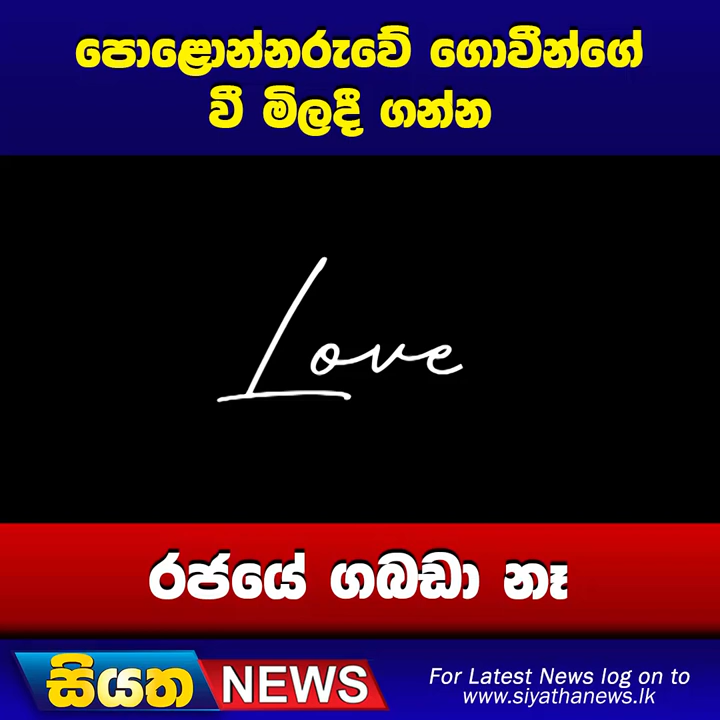 පොළොන්නරුවේ ගොවීන්ගේ
වී මිලදී ගන්න
Love
රජයේ ගබඩා නෑ
සියත NEWS
For Latest News log on to
www.siyathanews.lk